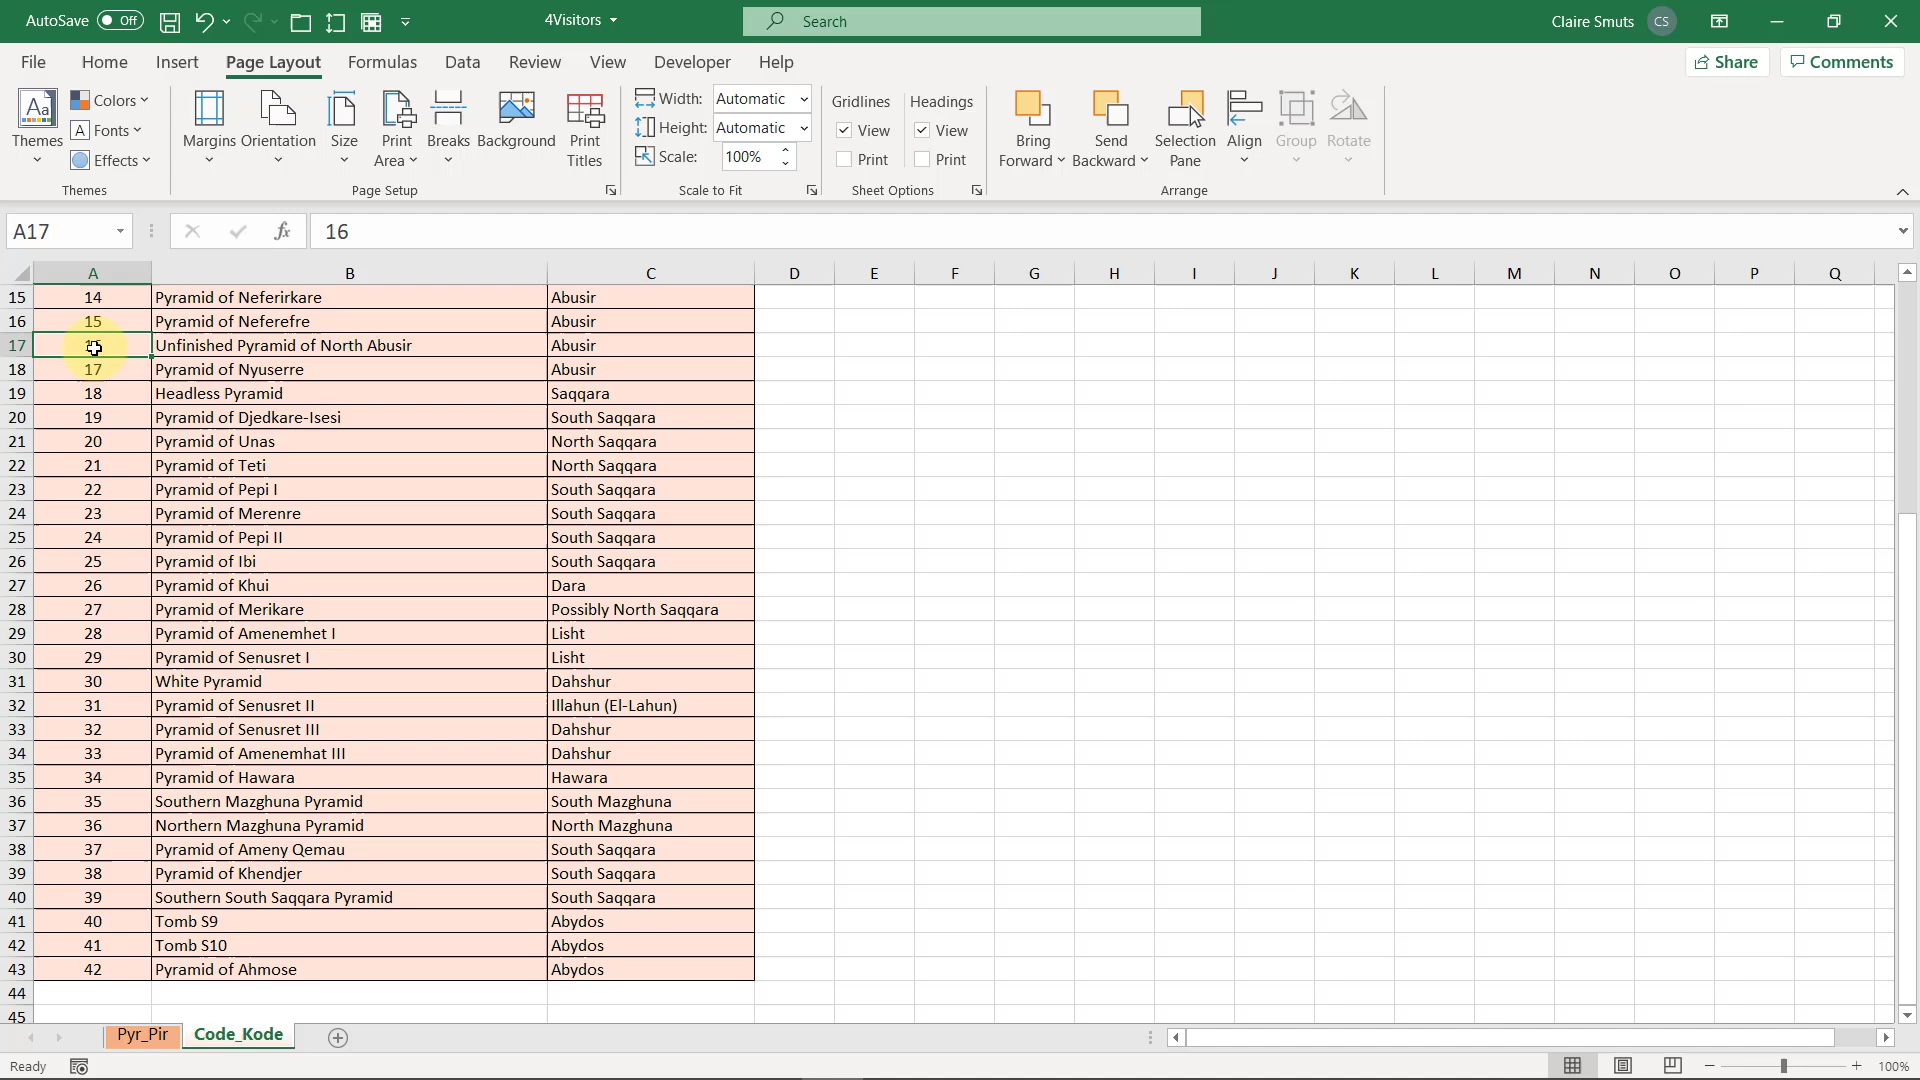 AutoSave Off 4Visitors Search Claire Smuts CS
File Home Insert Page Layout Formulas Data Review View Developer Help Share Comments
Themes Colors Fonts Effects Themes
Margins Orientation Size Print Area Breaks Background Print Titles Page Setup
Width: Automatic
Height: Automatic
Scale: 100%
Scale to Fit
Gridlines View Print
Headings View Print
Sheet Options
Bring Forward Send Backward Selection Pane Align Group Rotate
Arrange
A17 fx 16
A B C D E F G H I J K L M N O P Q
15 14 Pyramid of Neferirkare Abusir
16 15 Pyramid of Neferefre Abusir
17 Unfinished Pyramid of North Abusir Abusir
18 17 Pyramid of Nyuserre Abusir
19 18 Headless Pyramid Saqqara
20 19 Pyramid of Djedkare-Isesi South Saqqara
21 20 Pyramid of Unas North Saqqara
22 21 Pyramid of Teti North Saqqara
23 22 Pyramid of Pepi I South Saqqara
24 23 Pyramid of Merenre South Saqqara
25 24 Pyramid of Pepi II South Saqqara
26 25 Pyramid of Ibi South Saqqara
27 26 Pyramid of Khui Dara
28 27 Pyramid of Merikare Possibly North Saqqara
29 28 Pyramid of Amenemhet I Lisht
30 29 Pyramid of Senusret I Lisht
31 30 White Pyramid Dahshur
32 31 Pyramid of Senusret II Illahun (El-Lahun)
33 32 Pyramid of Senusret III Dahshur
34 33 Pyramid of Amenemhat III Dahshur
35 34 Pyramid of Hawara Hawara
36 35 Southern Mazghuna Pyramid South Mazghuna
37 36 Northern Mazghuna Pyramid North Mazghuna
38 37 Pyramid of Ameny Qemau South Saqqara
39 38 Pyramid of Khendjer South Saqqara
40 39 Southern South Saqqara Pyramid South Saqqara
41 40 Tomb S9 Abydos
42 41 Tomb S10 Abydos
43 42 Pyramid of Ahmose Abydos
44
45
Pyr_Pir Code_Kode
Ready 100%